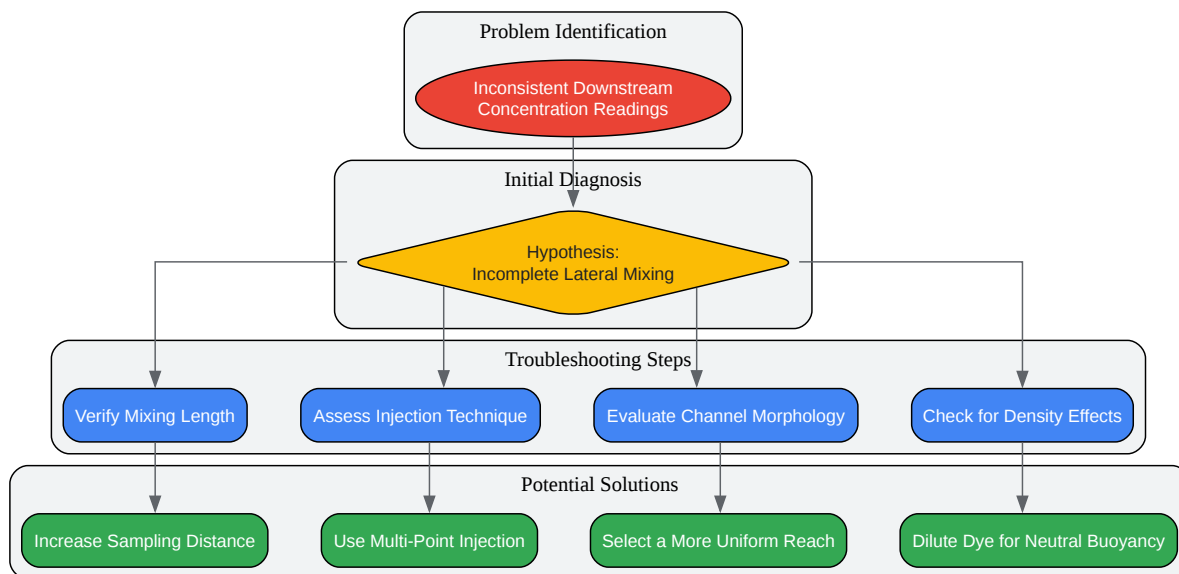 Problem Identification
Inconsistent Downstream
Concentration Readings
Initial Diagnosis
Hypothesis:
Incomplete Lateral Mixing
Troubleshooting Steps
Verify Mixing Length
Assess Injection Technique
Evaluate Channel Morphology
Check for Density Effects
Potential Solutions
Increase Sampling Distance
Use Multi-Point Injection
Select a More Uniform Reach
Dilute Dye for Neutral Buoyancy